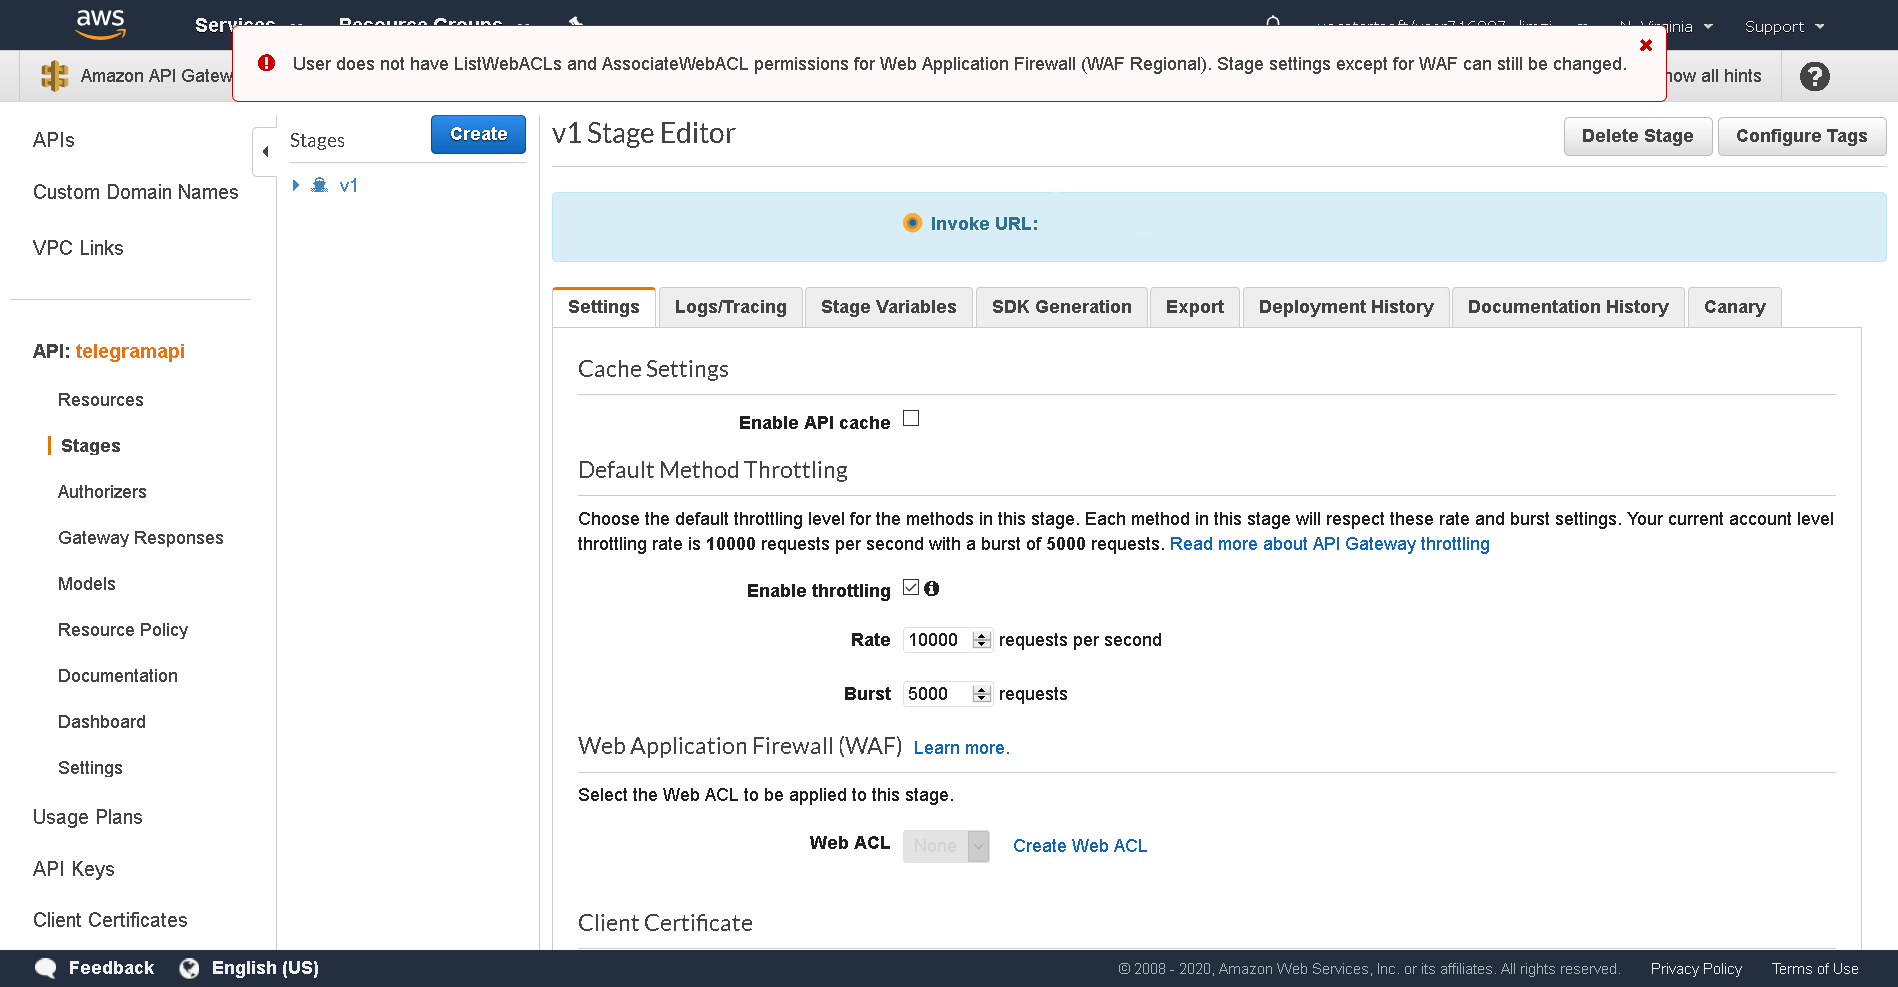 aws
Services
Resource Groups
N. Virginia
Support
Amazon API Gatew
User does not have ListWebACLs and AssociateWebACL permissions for Web Application Firewall (WAF Regional). Stage settings except for WAF can still be changed.
how all hints
APIs
Custom Domain Names
VPC Links
API: telegramapi
Resources
Stages
Authorizers
Gateway Responses
Models
Resource Policy
Documentation
Dashboard
Settings
Usage Plans
API Keys
Client Certificates
Stages
Create
v1
v1 Stage Editor
Delete Stage
Configure Tags
Invoke URL:
Settings
Logs/Tracing
Stage Variables
SDK Generation
Export
Deployment History
Documentation History
Canary
Cache Settings
Enable API cache
Default Method Throttling
Choose the default throttling level for the methods in this stage. Each method in this stage will respect these rate and burst settings. Your current account level
throttling rate is 10000 requests per second with a burst of 5000 requests. Read more about API Gateway throttling
Enable throttling
Rate 10000 requests per second
Burst 5000 requests
Web Application Firewall (WAF) Learn more.
Select the Web ACL to be applied to this stage.
Web ACL None Create Web ACL
Client Certificate
Feedback
English (US)
© 2008 - 2020, Amazon Web Services, Inc. or its affiliates. All rights reserved.
Privacy Policy
Terms of Use